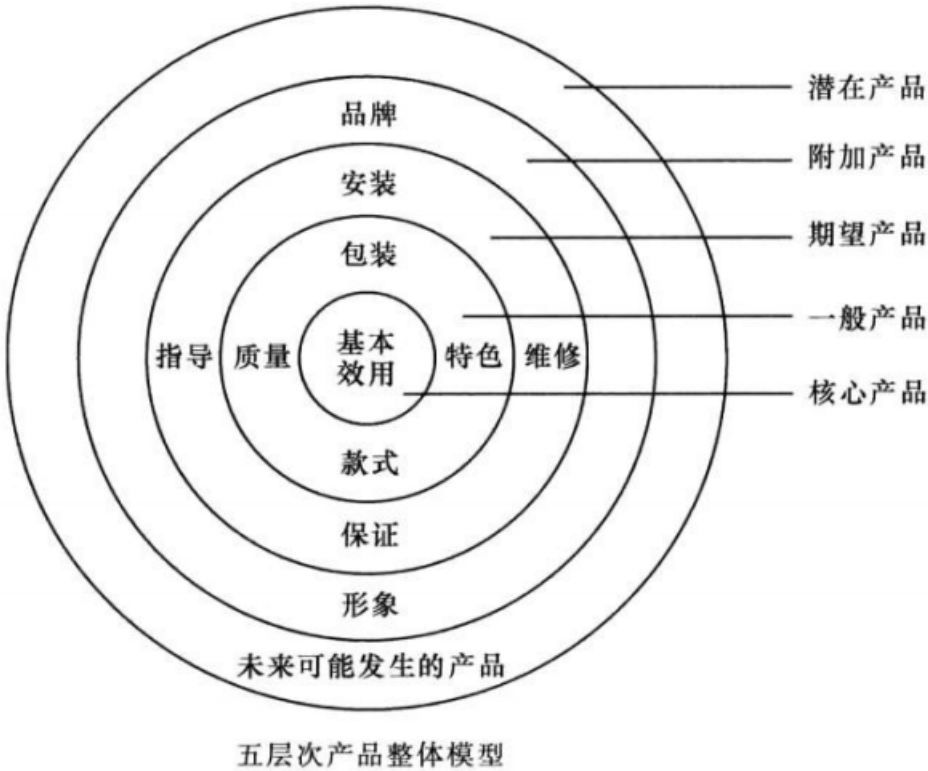 潜在产品
品牌
附加产品
安装
期望产品
包装
一般产品
指导 质量 基本效用 特色 维修
核心产品
款式
保证
形象
未来可能发生的产品
五层次产品整体模型